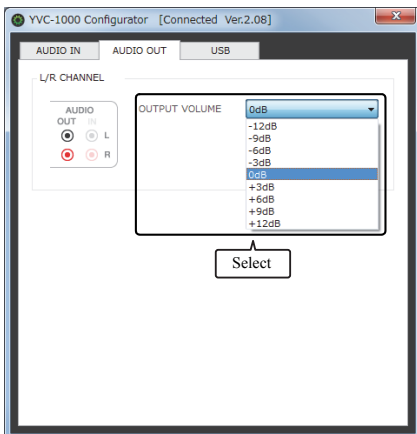 YVC-1000 Configurator [Connected Ver.2.08]
AUDIO IN AUDIO OUT USB
L/R CHANNEL
AUDIO
OUT IN
L
R
OUTPUT VOLUME 0dB
-12dB
-9dB
-6dB
-3dB
0dB
+3dB
+6dB
+9dB
+12dB
Select